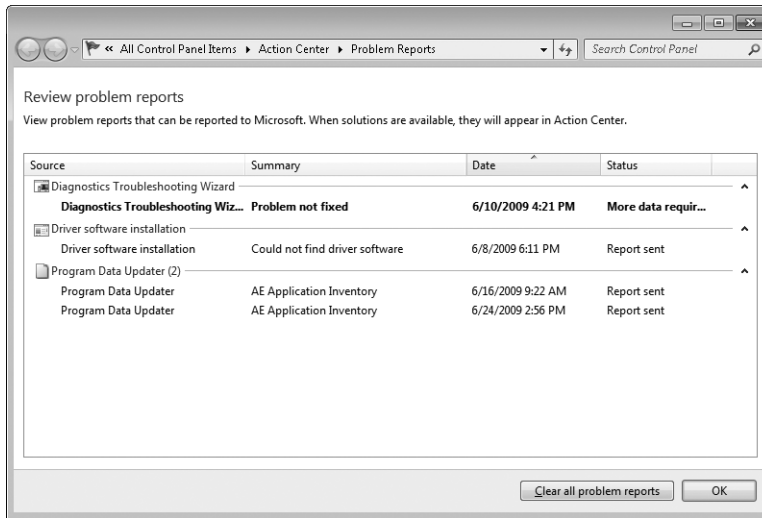 « All Control Panel Items ▸ Action Center ▸ Problem Reports Search Control Panel
Review problem reports
View problem reports that can be reported to Microsoft. When solutions are available, they will appear in Action Center.
Source Summary Date Status
Diagnostics Troubleshooting Wizard
Diagnostics Troubleshooting Wiz... Problem not fixed 6/10/2009 4:21 PM More data requir...
Driver software installation
Driver software installation Could not find driver software 6/8/2009 6:11 PM Report sent
Program Data Updater (2)
Program Data Updater AE Application Inventory 6/16/2009 9:22 AM Report sent
Program Data Updater AE Application Inventory 6/24/2009 2:56 PM Report sent
Clear all problem reports OK